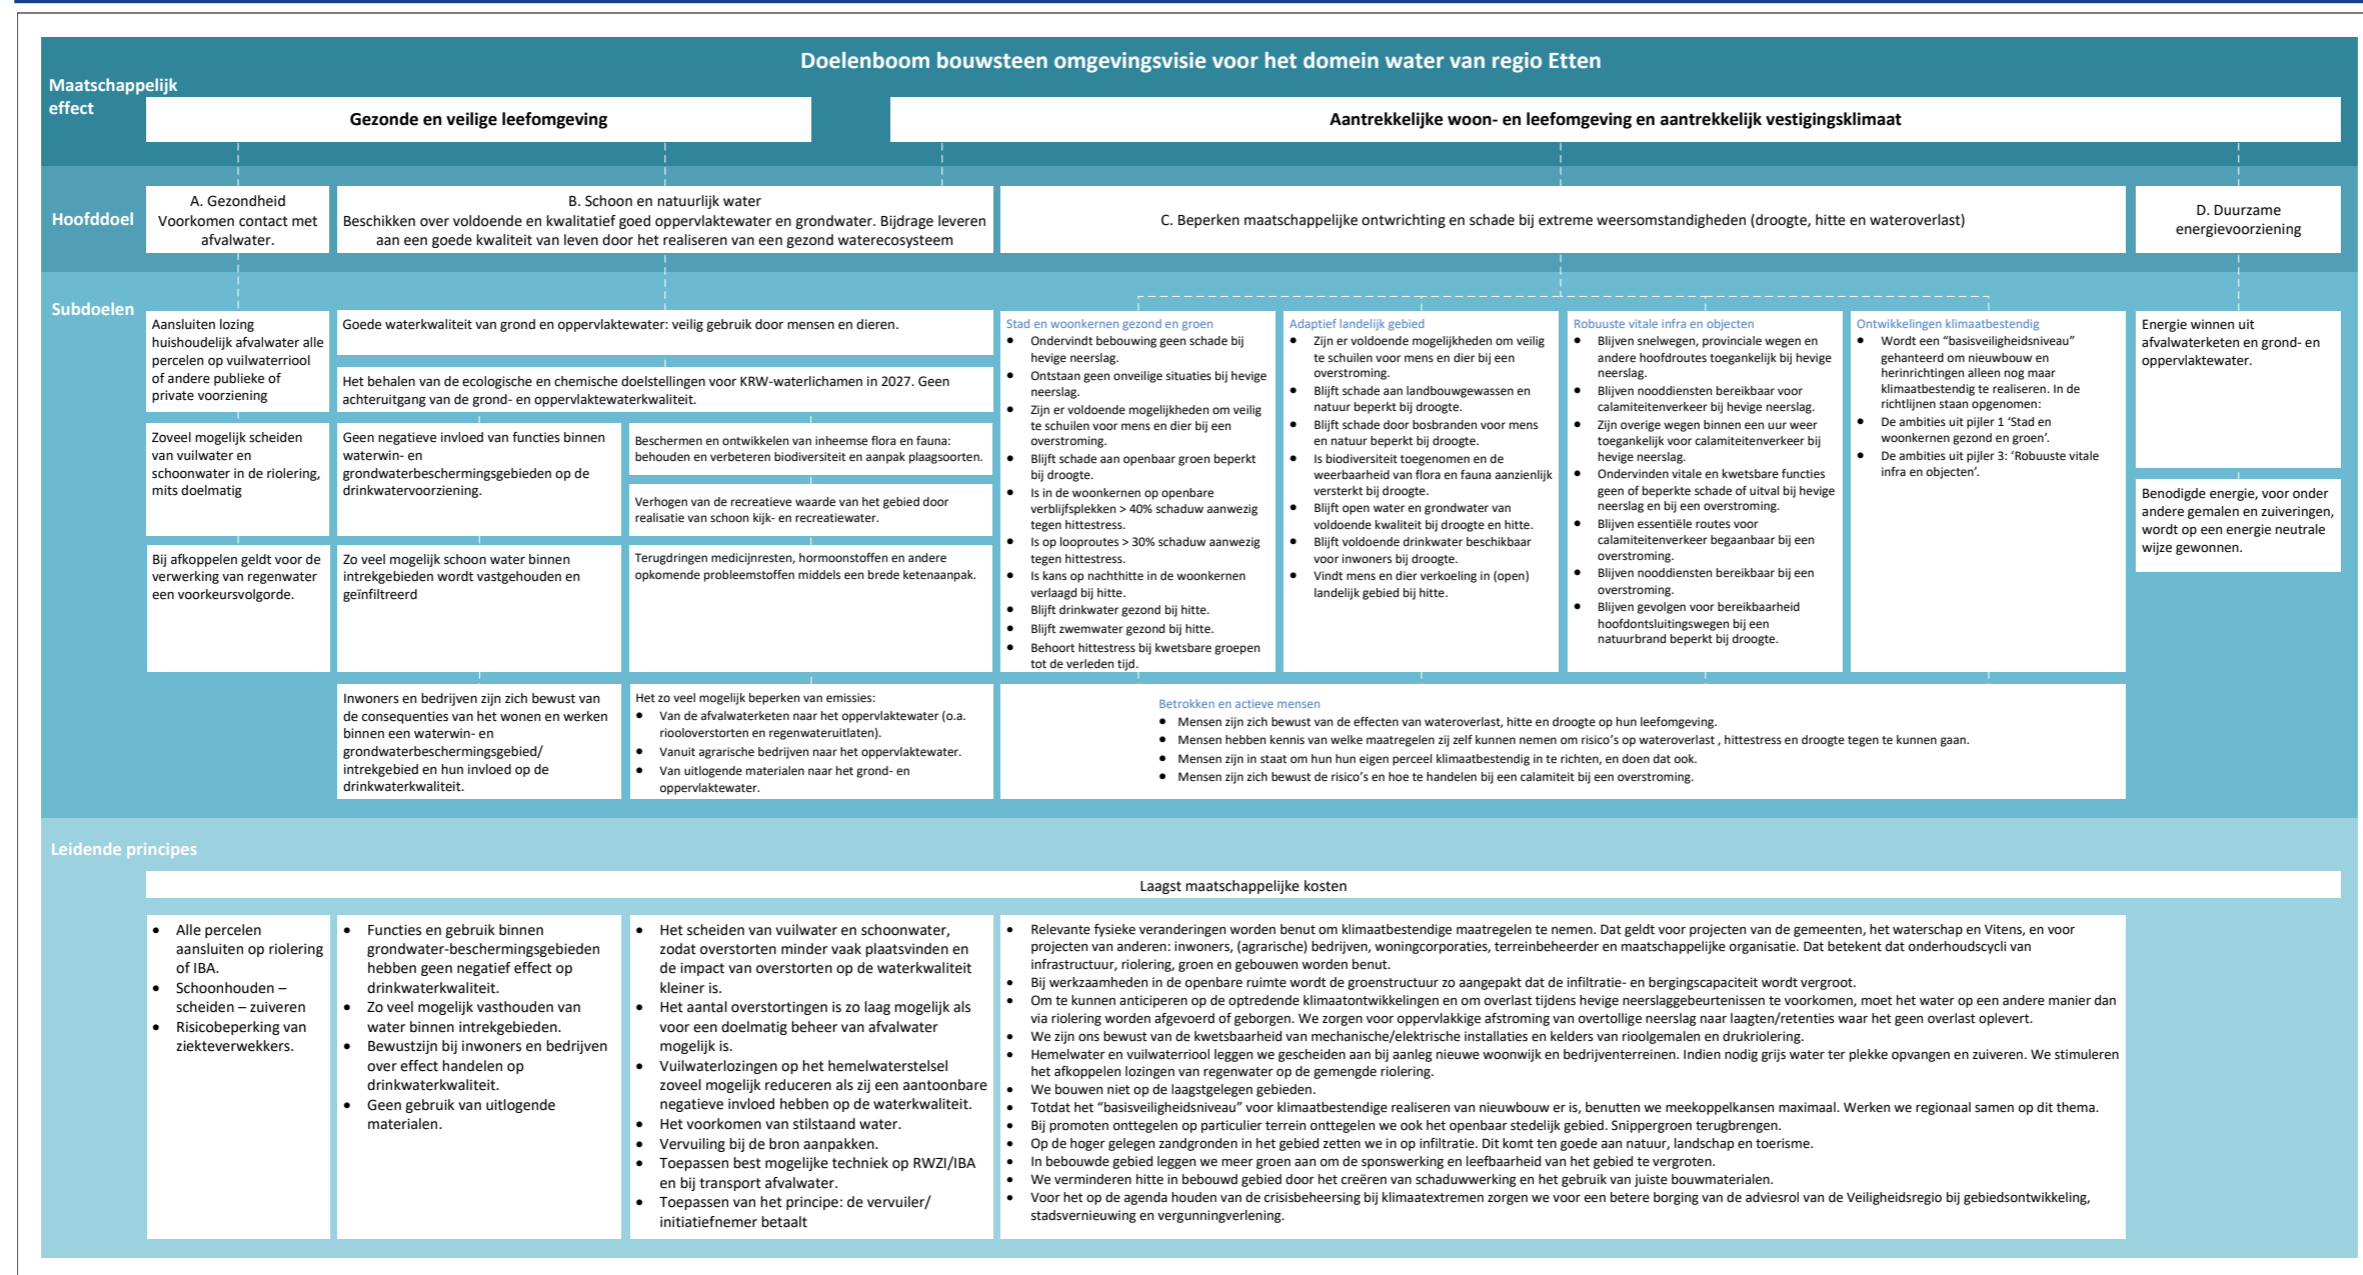 Doelenboom bouwsteen omgevingsvisie voor het domein water van regio Etten
Maatschappelijk
effect
Gezonde en veilige leefomgeving
Aantrekkelijke woon- en leefomgeving en aantrekkelijk vestigingsklimaat
Hoofddoel
A. Gezondheid
Voorkomen contact met
afvalwater.
B. Schoon en natuurlijk water
Beschikken over voldoende en kwalitatief goed oppervlaktewater en grondwater. Bijdrage leveren
aan een goede kwaliteit van leven door het realiseren van een gezond waterecosysteem
C. Beperken maatschappelijke ontwrichting en schade bij extreme weersomstandigheden (droogte, hitte en wateroverlast)
D. Duurzame
energievoorziening
Subdoelen
Aansluiten lozing
huishoudelijk afvalwater alle
percelen op vuilwaterriool
of andere publieke of
private voorziening
Zoveel mogelijk scheiden
van vuilwater en
schoonwater in de riolering,
mits doelmatig
Bij afkoppelen geldt voor de
verwerking van regenwater
een voorkeursvolgorde.
Goede waterkwaliteit van grond en oppervlaktewater: veilig gebruik door mensen en dieren.
Het behalen van de ecologische en chemische doelstellingen voor KRW-waterlichamen in 2027. Geen
achteruitgang van de grond- en oppervlaktewaterkwaliteit.
Geen negatieve invloed van functies binnen
waterwin- en
grondwaterbeschermingsgebieden op de
drinkwatervoorziening.
Zo veel mogelijk schoon water binnen
intrekgebieden wordt vastgehouden en
geïnfiltreerd
Inwoners en bedrijven zijn zich bewust van
de consequenties van het wonen en werken
binnen een waterwin- en
grondwaterbeschermingsgebied/
intrekgebied en hun invloed op de
drinkwaterkwaliteit.
Beschermen en ontwikkelen van inheemse flora en fauna:
behouden en verbeteren biodiversiteit en aanpak plaagsoorten.
Verhogen van de recreatieve waarde van het gebied door
realisatie van schoon kijk- en recreatiewater.
Terugdringen medicijnresten, hormoonstoffen en andere
opkomende probleemstoffen middels een brede ketenaanpak.
Het zo veel mogelijk beperken van emissies:
• Van de afvalwaterketen naar het oppervlaktewater (o.a.
riooloverstorten en regenwateruitlaten).
• Vanuit agrarische bedrijven naar het oppervlaktewater.
• Van uitlogende materialen naar het grond- en
oppervlaktewater.
Stad en woonkernen gezond en groen
• Ondervindt bebouwing geen schade bij
hevige neerslag.
• Ontstaan geen onveilige situaties bij hevige
neerslag.
• Zijn er voldoende mogelijkheden om veilig
te schuilen voor mens en dier bij een
overstroming.
• Blijft schade aan openbaar groen beperkt
bij droogte.
• Is in de woonkernen op openbare
verblijfsplekken > 40% schaduw aanwezig
tegen hittestress.
• Is op looproutes > 30% schaduw aanwezig
tegen hittestress.
• Is kans op nachthitte in de woonkernen
verlaagd bij hitte.
• Blijft drinkwater gezond bij hitte.
• Blijft zwemwater gezond bij hitte.
• Behoort hittestress bij kwetsbare groepen
tot de verleden tijd.
Adaptief landelijk gebied
• Zijn er voldoende mogelijkheden om veilig
te schuilen voor mens en dier bij een
overstroming.
• Blijft schade aan landbouwgewassen en
natuur beperkt bij droogte.
• Blijft schade door bosbranden voor mens
en natuur beperkt bij droogte.
• Is biodiversiteit toegenomen en de
weerbaarheid van flora en fauna aanzienlijk
versterkt bij droogte.
• Blijft open water en grondwater van
voldoende kwaliteit bij droogte en hitte.
• Blijft voldoende drinkwater beschikbaar
voor inwoners bij droogte.
• Vindt mens en dier verkoeling in (open)
landelijk gebied bij hitte.
Robuuste vitale infra en objecten
• Blijven snelwegen, provinciale wegen en
andere hoofdroutes toegankelijk bij hevige
neerslag.
• Blijven nooddiensten bereikbaar voor
calamiteitenverkeer bij hevige neerslag.
• Zijn overige wegen binnen een uur weer
toegankelijk voor calamiteitenverkeer bij
hevige neerslag.
• Ondervinden vitale en kwetsbare functies
geen of beperkte schade of uitval bij hevige
neerslag en bij een overstroming.
• Blijven essentiële routes voor
calamiteitenverkeer begaanbaar bij een
overstroming.
• Blijven nooddiensten bereikbaar bij een
overstroming.
• Blijven gevolgen voor bereikbaarheid
hoofdontsluitingswegen bij een
natuurbrand beperkt bij droogte.
Ontwikkelingen klimaatbestendig
• Wordt een “basisveiligheidsniveau”
gehanteerd om nieuwbouw en
herinrichtingen alleen nog maar
klimaatbestendig te realiseren. In de
richtlijnen staan opgenomen:
• De ambities uit pijler 1 ‘Stad en
woonkernen gezond en groen’.
• De ambities uit pijler 3: ‘Robuuste vitale
infra en objecten’.
Betrokken en actieve mensen
• Mensen zijn zich bewust van de effecten van wateroverlast, hitte en droogte op hun leefomgeving.
• Mensen hebben kennis van welke maatregelen zij zelf kunnen nemen om risico’s op wateroverlast , hittestress en droogte tegen te kunnen gaan.
• Mensen zijn in staat om hun hun eigen perceel klimaatbestendig in te richten, en doen dat ook.
• Mensen zijn zich bewust de risico’s en hoe te handelen bij een calamiteit bij een overstroming.
Energie winnen uit
afvalwaterketen en grond- en
oppervlaktewater.
Benodigde energie, voor onder
andere gemalen en zuiveringen,
wordt op een energie neutrale
wijze gewonnen.
Leidende principes
Laagst maatschappelijke kosten
• Alle percelen
aansluiten op riolering
of IBA.
• Schoonhouden –
scheiden – zuiveren
• Risicobeperking van
ziekteverwekkers.
• Functies en gebruik binnen
grondwater-beschermingsgebieden
hebben geen negatief effect op
drinkwaterkwaliteit.
• Zo veel mogelijk vasthouden van
water binnen intrekgebieden.
• Bewustzijn bij inwoners en bedrijven
over effect handelen op
drinkwaterkwaliteit.
• Geen gebruik van uitlogende
materialen.
• Het scheiden van vuilwater en schoonwater,
zodat overstorten minder vaak plaatsvinden en
de impact van overstorten op de waterkwaliteit
kleiner is.
• Het aantal overstortingen is zo laag mogelijk als
voor een doelmatig beheer van afvalwater
mogelijk is.
• Vuilwaterlozingen op het hemelwaterstelsel
zoveel mogelijk reduceren als zij een aantoonbare
negatieve invloed hebben op de waterkwaliteit.
• Het voorkomen van stilstaand water.
• Vervuiling bij de bron aanpakken.
• Toepassen best mogelijke techniek op RWZI/IBA
en bij transport afvalwater.
• Toepassen van het principe: de vervuiler/
initiatiefnemer betaalt
• Relevante fysieke veranderingen worden benut om klimaatbestendige maatregelen te nemen. Dat geldt voor projecten van de gemeenten, het waterschap en Vitens, en voor
projecten van anderen: inwoners, (agrarische) bedrijven, woningcorporaties, terreinbeheerder en maatschappelijke organisatie. Dat betekent dat onderhoudscycli van
infrastructuur, riolering, groen en gebouwen worden benut.
• Bij werkzaamheden in de openbare ruimte wordt de groenstructuur zo aangepakt dat de infiltratie- en bergingscapaciteit wordt vergroot.
• Om te kunnen anticiperen op de optredende klimaatontwikkelingen en om overlast tijdens hevige neerslaggebeurtenissen te voorkomen, moet het water op een andere manier dan
via riolering worden afgevoerd of geborgen. We zorgen voor oppervlakkige afstroming van overtollige neerslag naar laagten/retenties waar het geen overlast oplevert.
• We zijn ons bewust van de kwetsbaarheid van mechanische/elektrische installaties en kelders van rioolgemalen en drukriolering.
• Hemelwater en vuilwaterriool leggen we gescheiden aan bij aanleg nieuwe woonwijk en bedrijventerreinen. Indien nodig grijs water ter plekke opvangen en zuiveren. We stimuleren
het afkoppelen lozingen van regenwater op de gemengde riolering.
• We bouwen niet op de laagstgelegen gebieden.
• Totdat het “basisveiligheidsniveau” voor klimaatbestendige realiseren van nieuwbouw er is, benutten we meekoppelkansen maximaal. Werken we regionaal samen op dit thema.
• Bij promoten onttegelen op particulier terrein onttegelen we ook het openbaar stedelijk gebied. Snippergroen terugbrengen.
• Op de hoger gelegen zandgronden in het gebied zetten we in op infiltratie. Dit komt ten goede aan natuur, landschap en toerisme.
• In bebouwde gebied leggen we meer groen aan om de sponswerking en leefbaarheid van het gebied te vergroten.
• We verminderen hitte in bebouwd gebied door het creëren van schaduwwerking en het gebruik van juiste bouwmaterialen.
• Voor het op de agenda houden van de crisisbeheersing bij klimaatextremen zorgen we voor een betere borging van de adviesrol van de Veiligheidsregio bij gebiedsontwikkeling,
stadsvernieuwing en vergunningverlening.